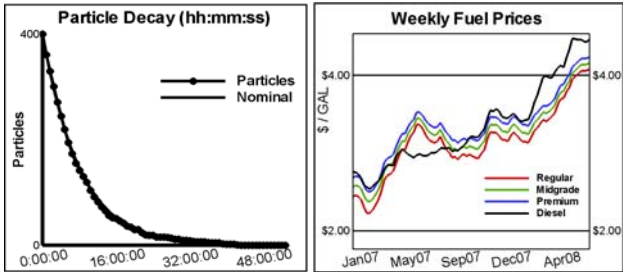 Particle Decay (hh:mm:ss)
400
Particles
Nominal
Particles
0
0:00:00
16:00:00
32:00:00
48:00:00
Weekly Fuel Prices
$4.00
$4.00
$ / GAL
Regular
Midgrade
Premium
Diesel
$2.00
$2.00
Jan07
May07
Sep07
Dec07
Apr08